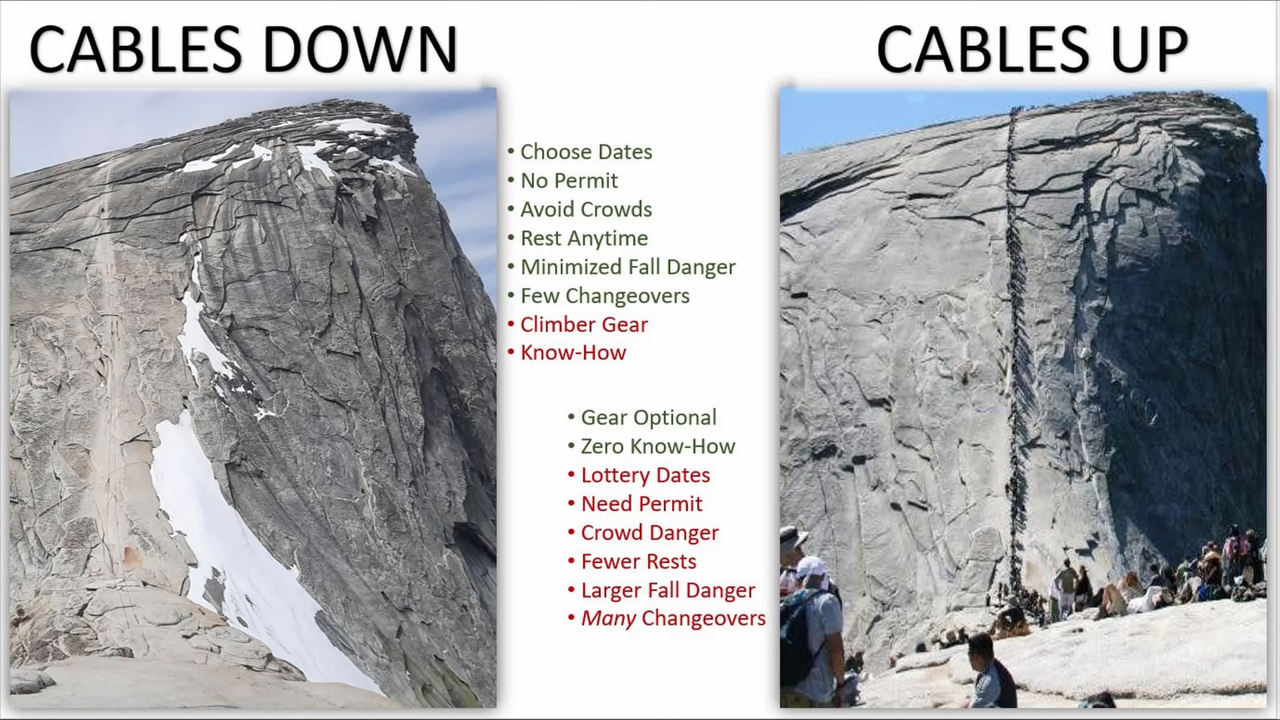 CABLES DOWN
CABLES UP
• Choose Dates
• No Permit
• Avoid Crowds
• Rest Anytime
• Minimized Fall Danger
• Few Changeovers
• Climber Gear
• Know-How
• Gear Optional
• Zero Know-How
• Lottery Dates
• Need Permit
• Crowd Danger
• Fewer Rests
• Larger Fall Danger
• Many Changeovers